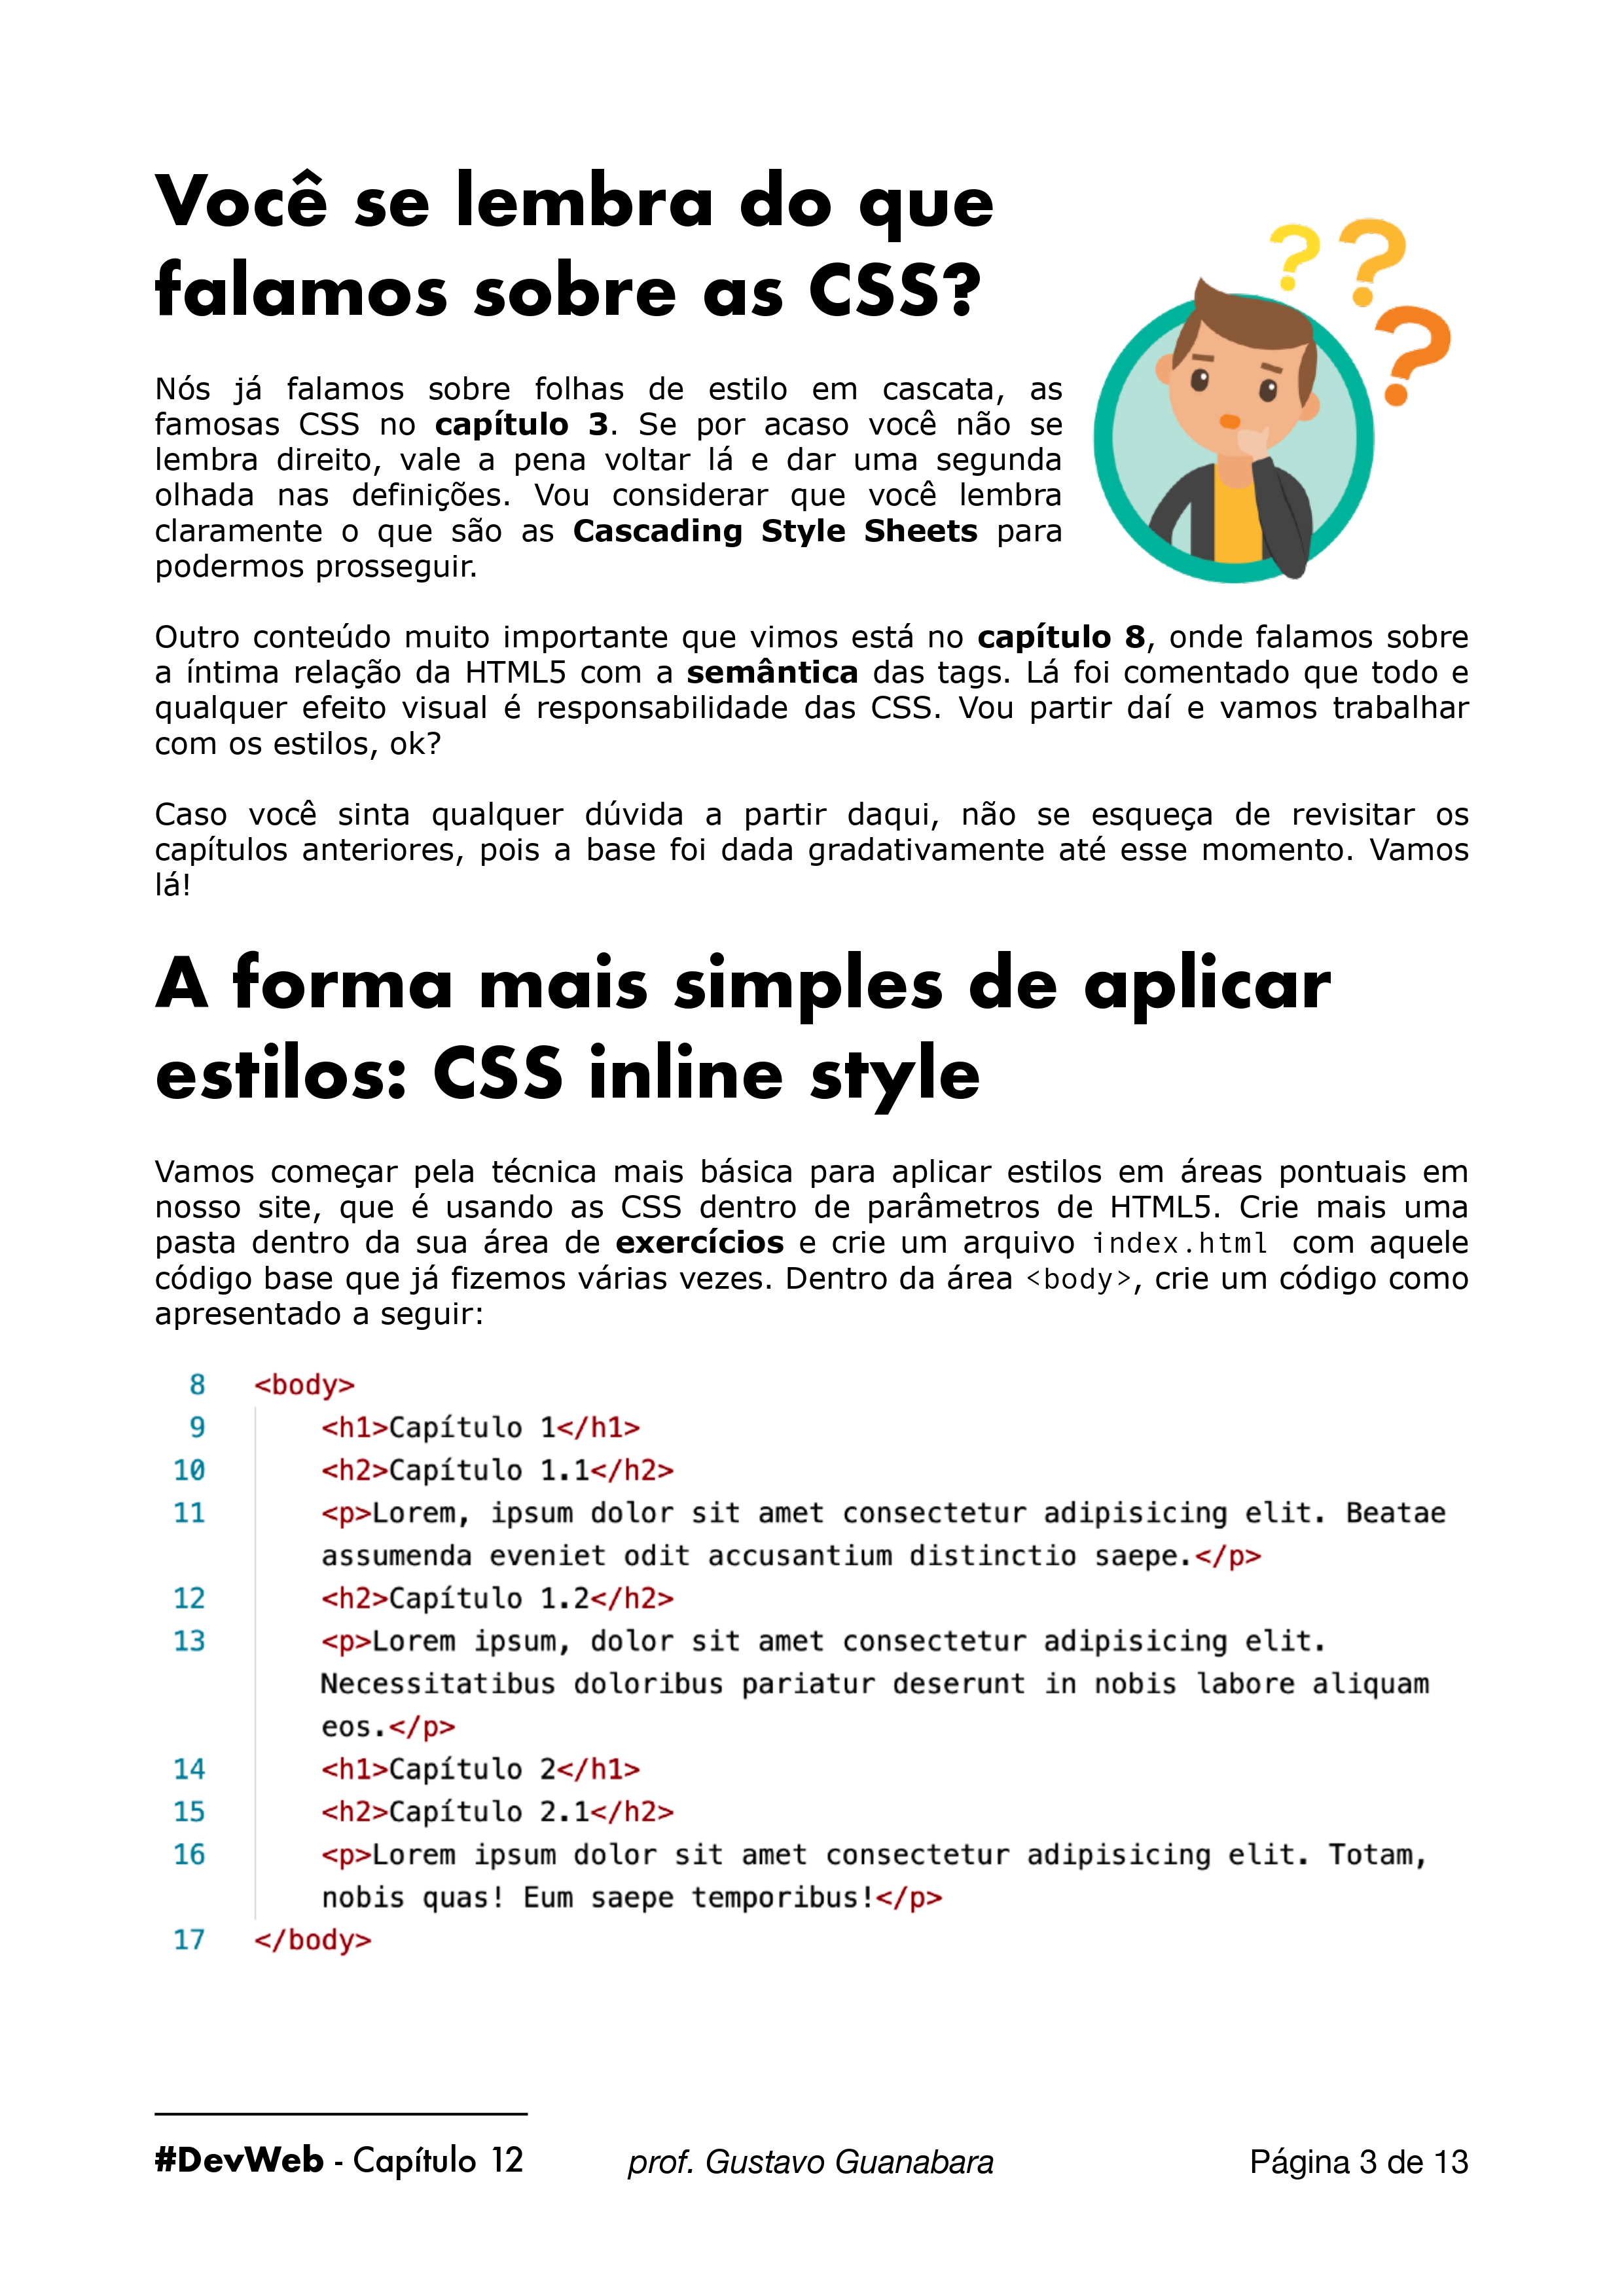 Você se lembra do que
falamos sobre as CSS?
? ? ?
Nós já falamos sobre folhas de estilo em cascata, as
famosas CSS no capítulo 3. Se por acaso você não se
lembra direito, vale a pena voltar lá e dar uma segunda
olhada nas definições. Vou considerar que você lembra
claramente o que são as Cascading Style Sheets para
podermos prosseguir.
Outro conteúdo muito importante que vimos está no capítulo 8, onde falamos sobre
a íntima relação da HTML5 com a semântica das tags. Lá foi comentado que todo e
qualquer efeito visual é responsabilidade das CSS. Vou partir daí e vamos trabalhar
com os estilos, ok?
Caso você sinta qualquer dúvida a partir daqui, não se esqueça de revisitar os
capítulos anteriores, pois a base foi dada gradativamente até esse momento. Vamos
lá!
A forma mais simples de aplicar
estilos: CSS inline style
Vamos começar pela técnica mais básica para aplicar estilos em áreas pontuais em
nosso site, que é usando as CSS dentro de parâmetros de HTML5. Crie mais uma
pasta dentro da sua área de exercícios e crie um arquivo index.html com aquele
código base que já fizemos várias vezes. Dentro da área <body>, crie um código como
apresentado a seguir:
8 <body>
9 <h1>Capítulo 1</h1>
10 <h2>Capítulo 1.1</h2>
11 <p>Lorem, ipsum dolor sit amet consectetur adipisicing elit. Beatae
assumenda eveniet odit accusantium distinctio saepe.</p>
12 <h2>Capítulo 1.2</h2>
13 <p>Lorem ipsum, dolor sit amet consectetur adipisicing elit.
Necessitatibus doloribus pariatur deserunt in nobis labore aliquam
eos.</p>
14 <h1>Capítulo 2</h1>
15 <h2>Capítulo 2.1</h2>
16 <p>Lorem ipsum dolor sit amet consectetur adipisicing elit. Totam,
nobis quas! Eum saepe temporibus!</p>
17 </body>
#DevWeb - Capítulo 12 prof. Gustavo Guanabara Página 3 de 13